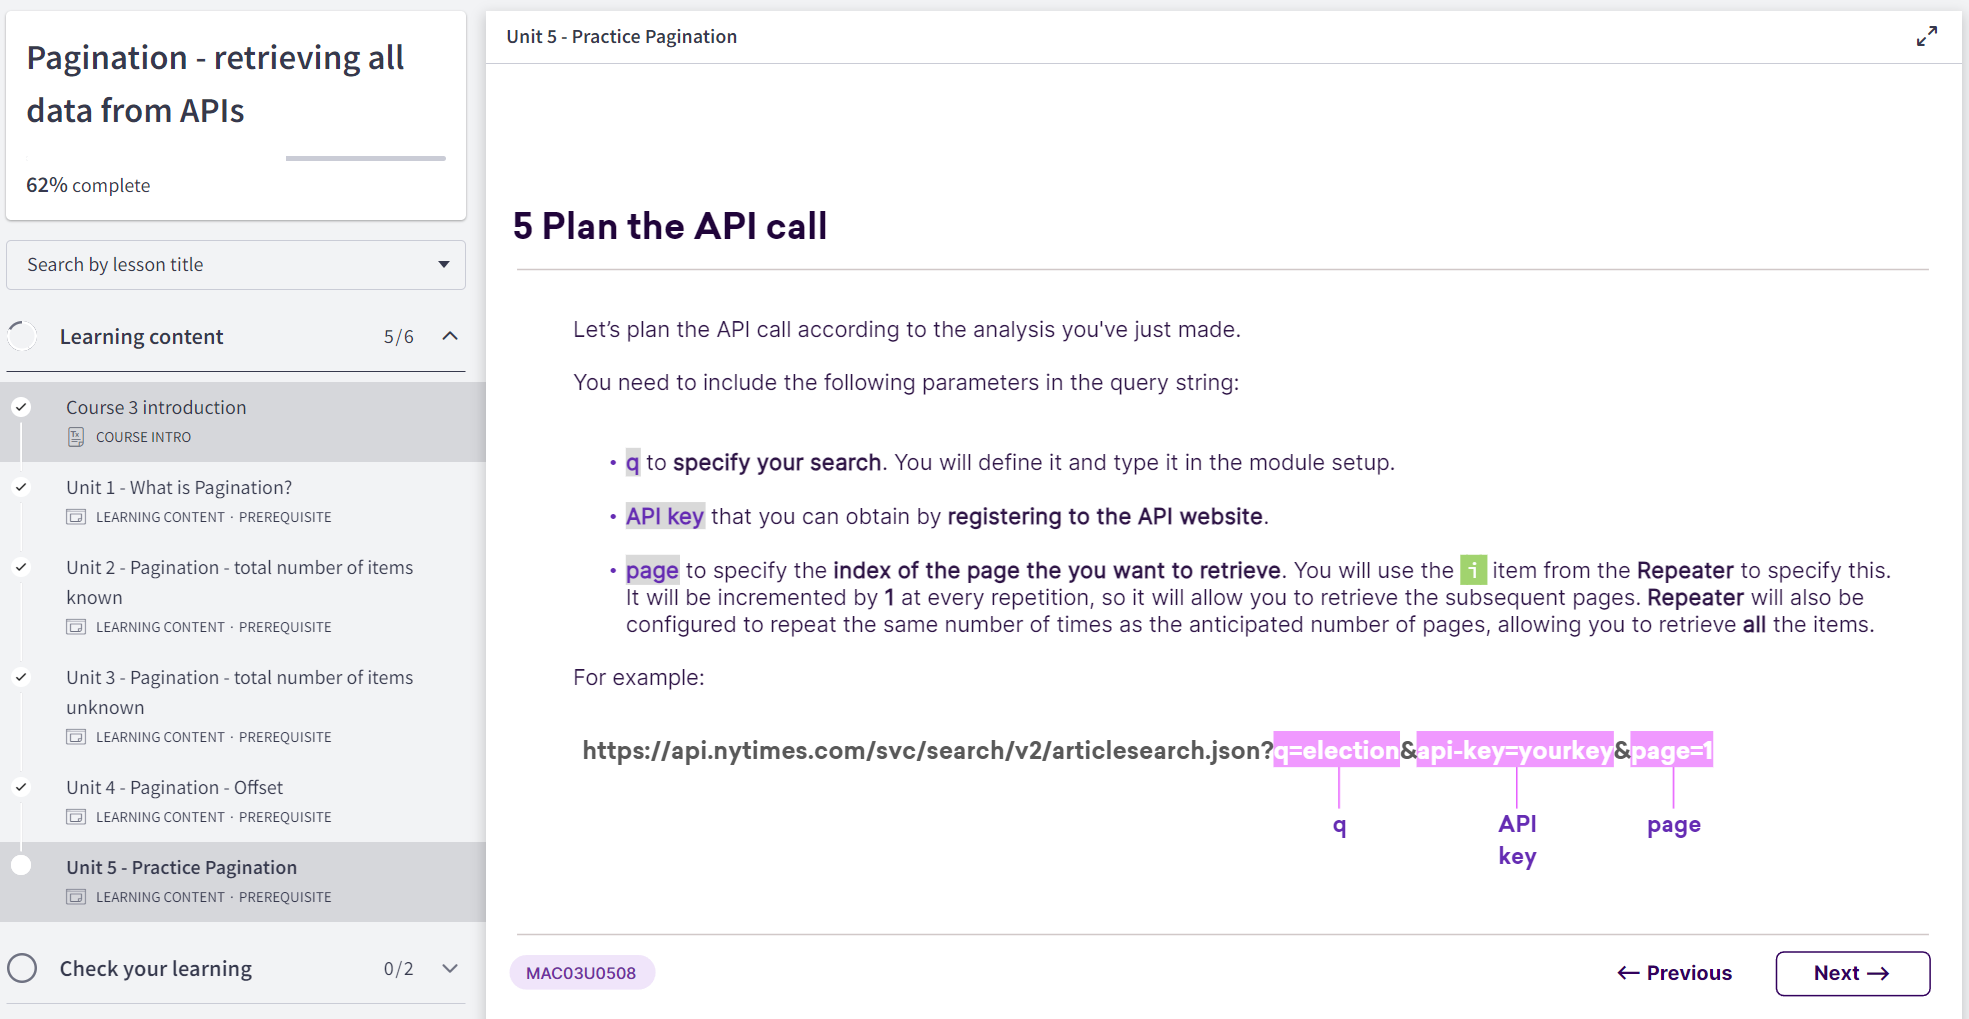 Pagination - retrieving all
data from APIs
62% complete
Search by lesson title
Learning content 5/6
Course 3 introduction
COURSE INTRO
Unit 1 - What is Pagination?
LEARNING CONTENT · PREREQUISITE
Unit 2 - Pagination - total number of items
known
LEARNING CONTENT · PREREQUISITE
Unit 3 - Pagination - total number of items
unknown
LEARNING CONTENT · PREREQUISITE
Unit 4 - Pagination - Offset
LEARNING CONTENT · PREREQUISITE
Unit 5 - Practice Pagination
LEARNING CONTENT · PREREQUISITE
Check your learning 0/2
Unit 5 - Practice Pagination
5 Plan the API call
Let’s plan the API call according to the analysis you've just made.
You need to include the following parameters in the query string:
• q to specify your search. You will define it and type it in the module setup.
• API key that you can obtain by registering to the API website.
• page to specify the index of the page the you want to retrieve. You will use the i item from the Repeater to specify this.
It will be incremented by 1 at every repetition, so it will allow you to retrieve the subsequent pages. Repeater will also be
configured to repeat the same number of times as the anticipated number of pages, allowing you to retrieve all the items.
For example:
https://api.nytimes.com/svc/search/v2/articlesearch.json?q=election&api-key=yourkey&page=1
q API page
key
MAC03U0508
← Previous
Next →